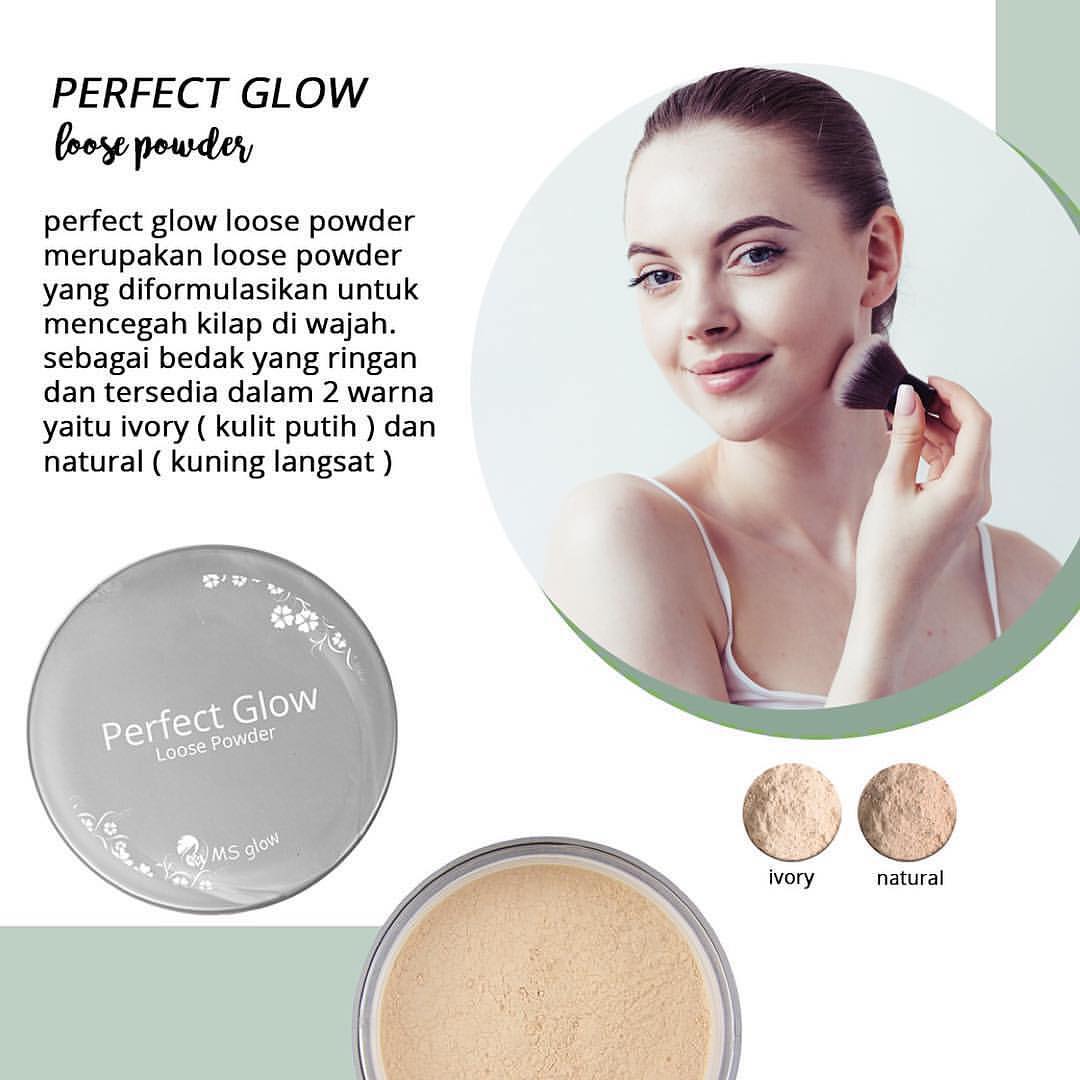 PERFECT GLOW
loose powder
perfect glow loose powder
merupakan loose powder
yang diformulasikan untuk
mencegah kilap di wajah.
sebagai bedak yang ringan
dan tersedia dalam 2 warna
yaitu ivory ( kulit putih ) dan
natural ( kuning langsat )
Perfect Glow
Loose Powder
MS glow
ivory
natural